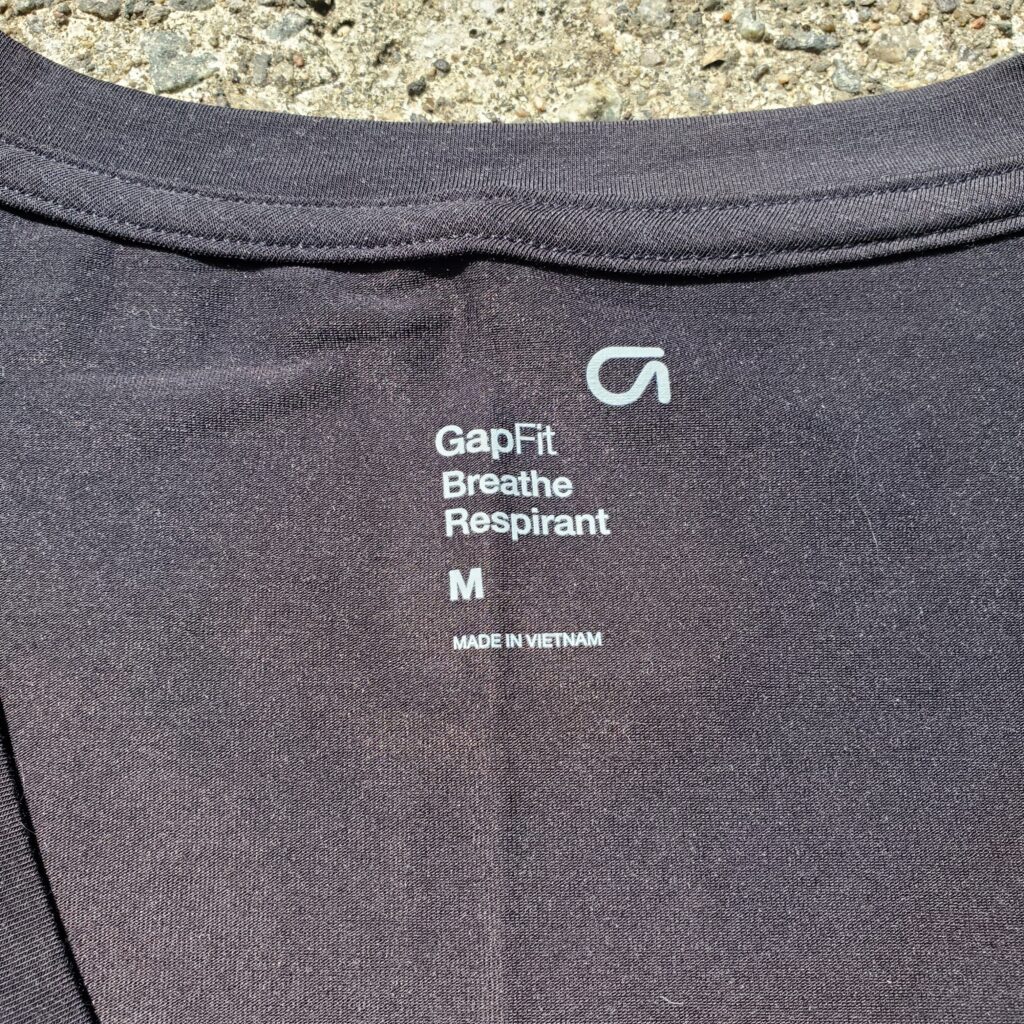 GapFit
Breathe
Respirant
M
MADE IN VIETNAM